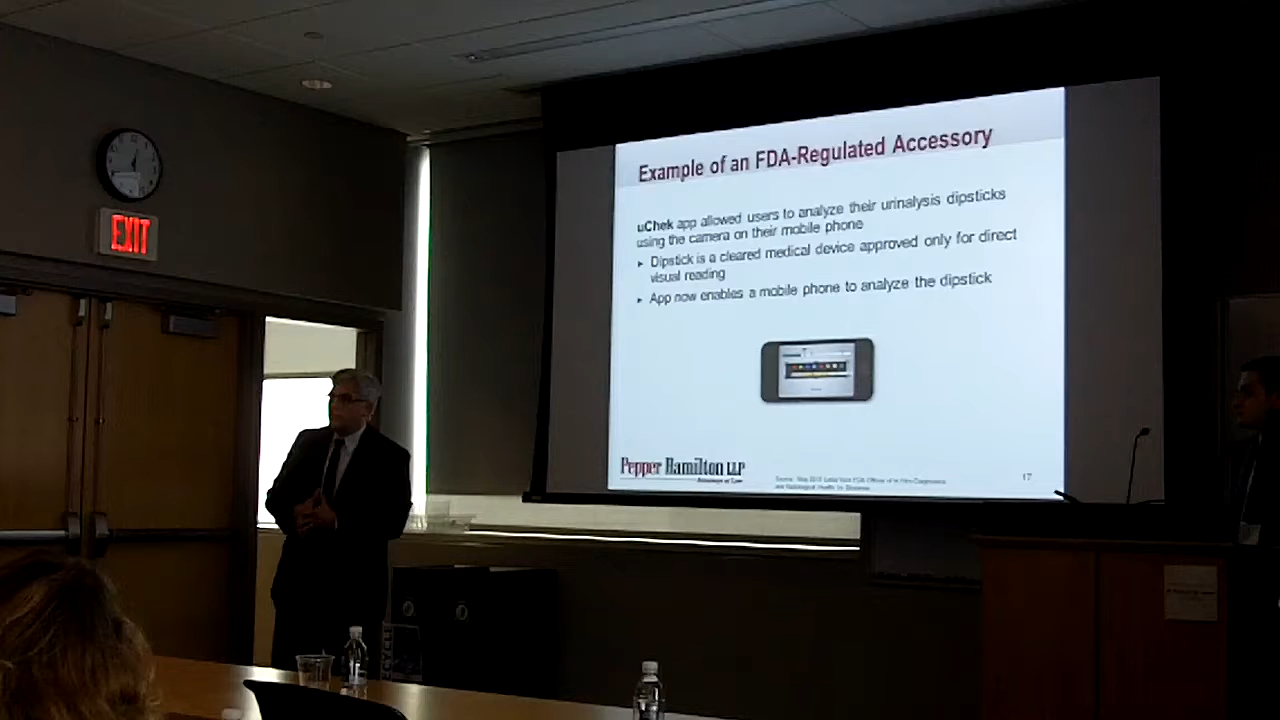 EXIT
Example of an FDA-Regulated Accessory
uChek app allowed users to analyze their urinalysis dipsticks
using the camera on their mobile phone
▸ Dipstick is a cleared medical device approved only for direct
visual reading
▸ App now enables a mobile phone to analyze the dipstick
Pepper Hamilton LLP
Attorneys at Law
17